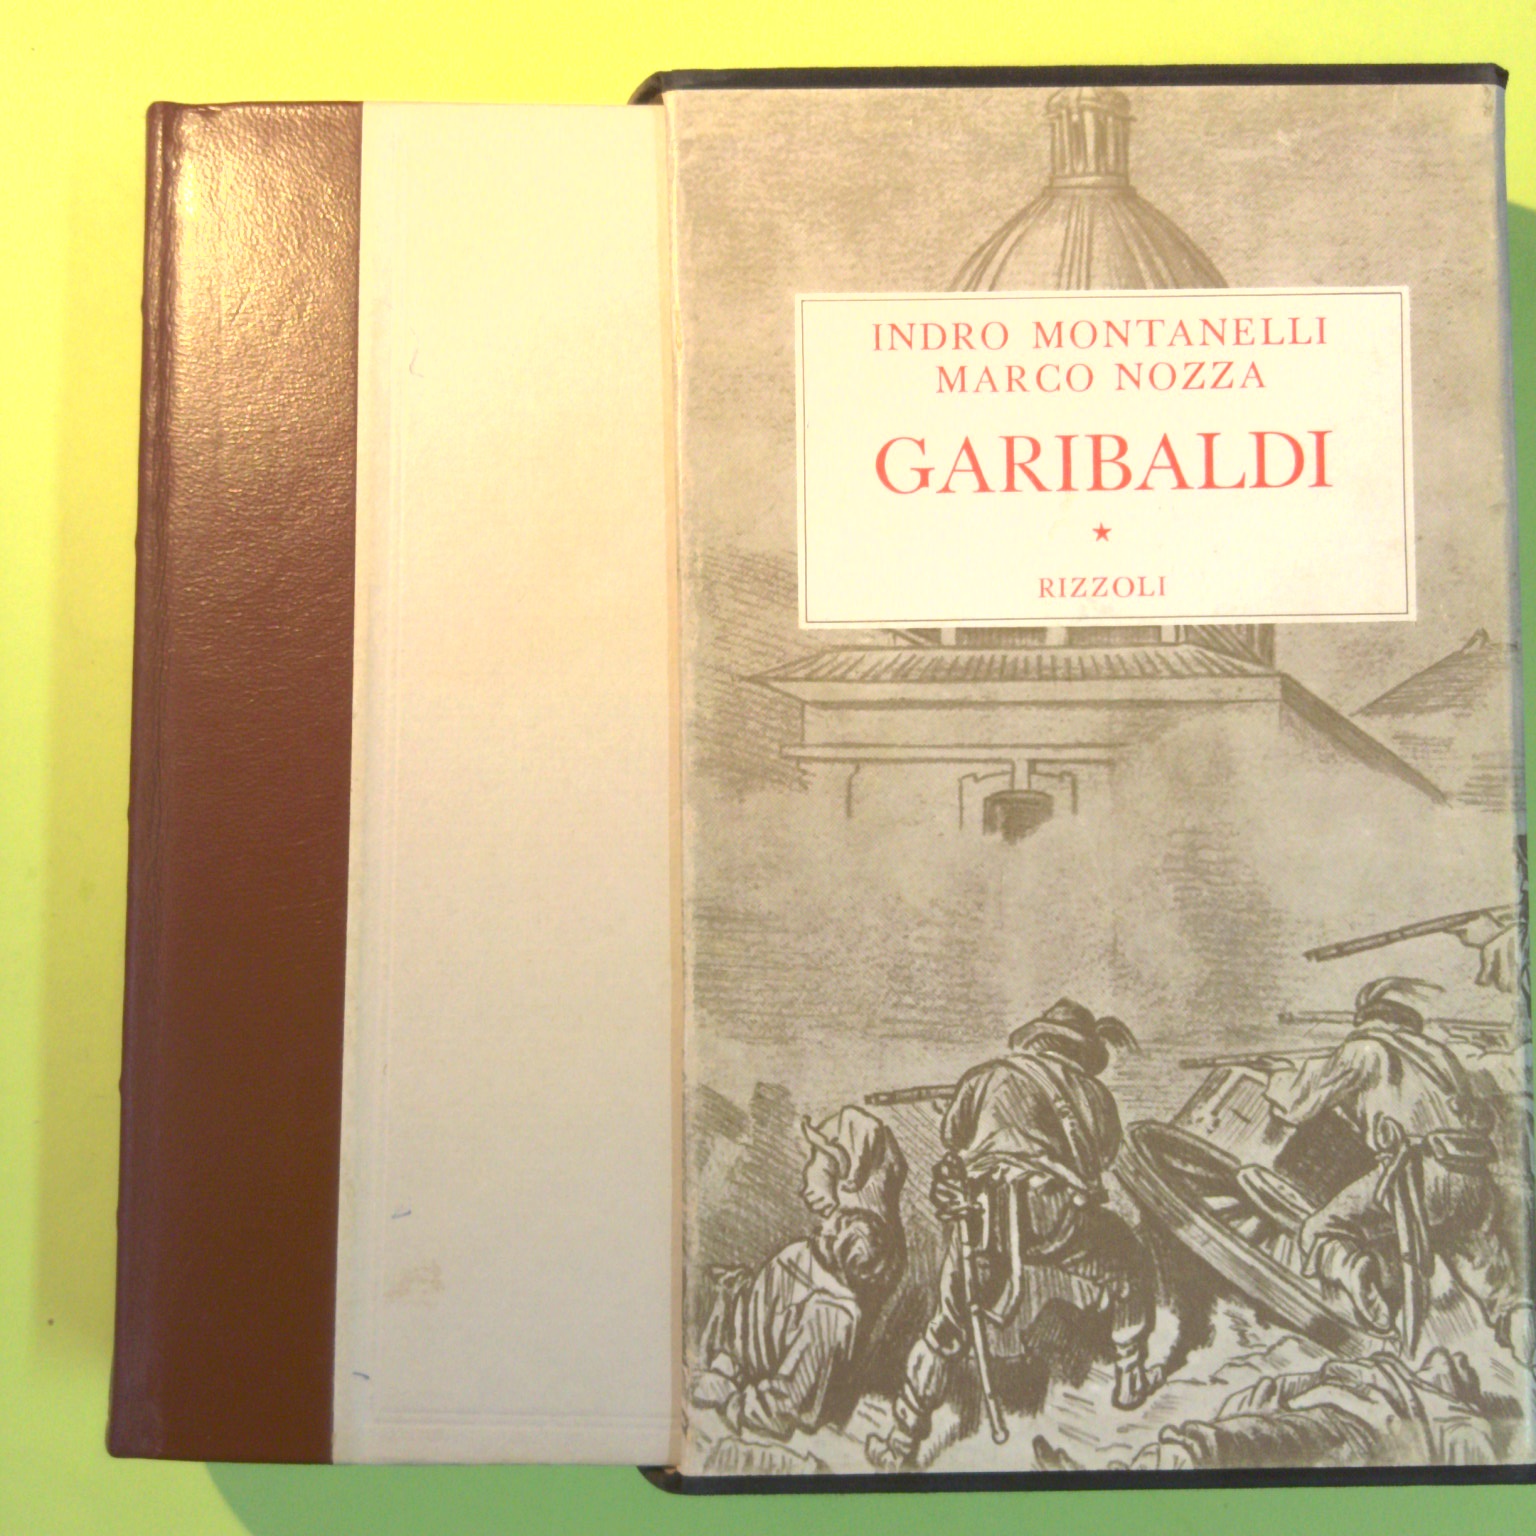 INDRO MONTANELLI
MARCO NOZZA
GARIBALDI
RIZZOLI